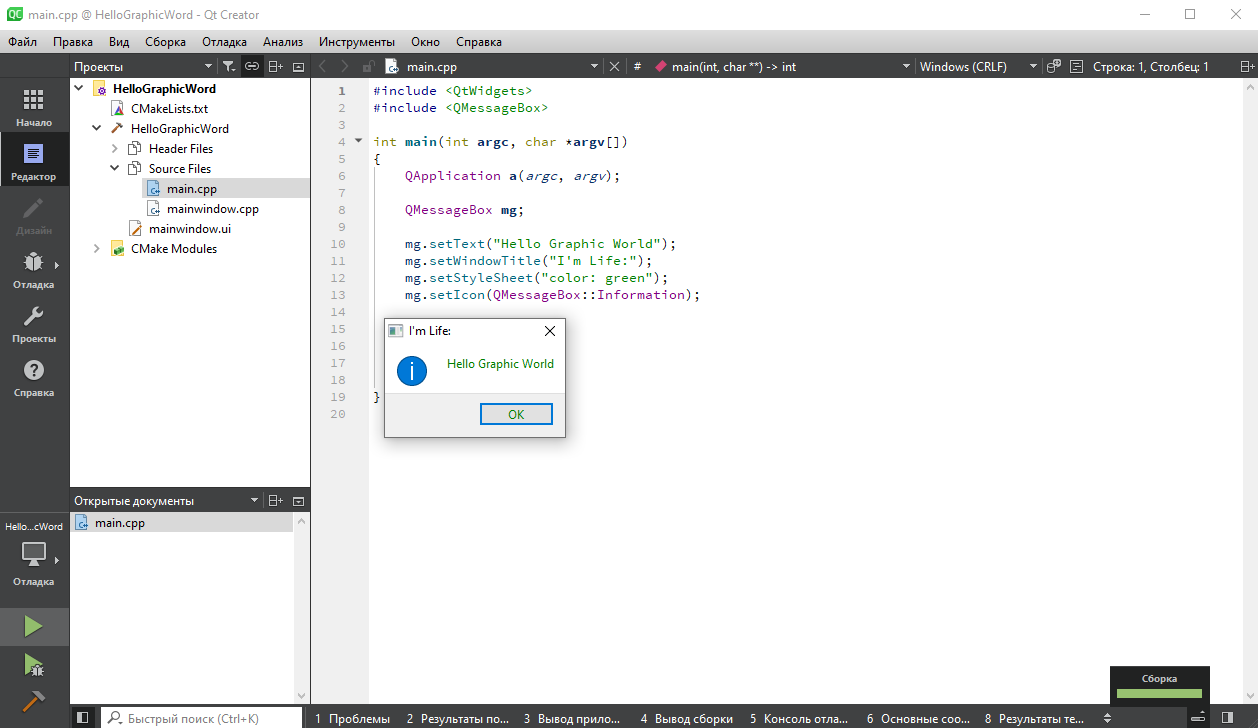 main.cpp @ HelloGraphicWord - Qt Creator
Файл Правка Вид Сборка Отладка Анализ Инструменты Окно Справка
Проекты
main.cpp
# main(int, char **) -> int
Windows (CRLF)
Строка: 1, Столбец: 1
Начало
Редактор
Дизайн
Отладка
Проекты
Справка
HelloGraphicWord
CMakeLists.txt
HelloGraphicWord
Header Files
Source Files
main.cpp
mainwindow.cpp
mainwindow.ui
CMake Modules
1 #include <QtWidgets>
2 #include <QMessageBox>
3
4 int main(int argc, char *argv[])
5 {
6 QApplication a(argc, argv);
7
8 QMessageBox mg;
9
10 mg.setText("Hello Graphic World");
11 mg.setWindowTitle("I'm Life:");
12 mg.setStyleSheet("color: green");
13 mg.setIcon(QMessageBox::Information);
14
15
16
17
18
19 }
20
I'm Life:
Hello Graphic World
OK
Открытые документы
main.cpp
Hello...cWord
Отладка
Сборка
Быстрый поиск (Ctrl+K)
1 Проблемы 2 Результаты по... 3 Вывод прило... 4 Вывод сборки 5 Консоль отла... 6 Основные соо... 8 Результаты те...